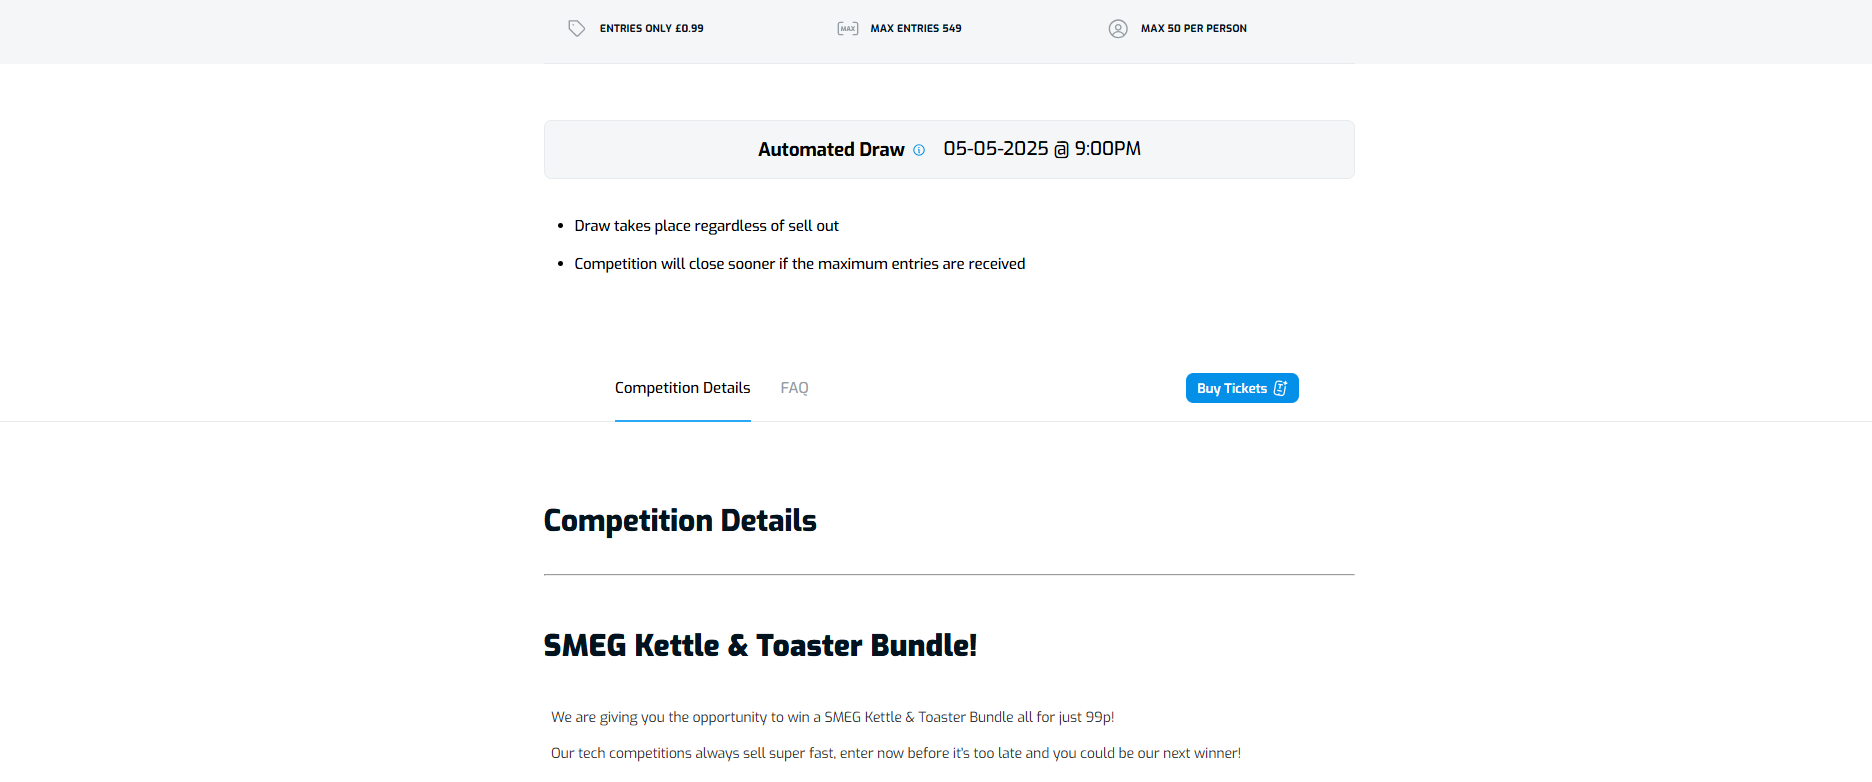 ENTRIES ONLY £0.99 MAX MAX ENTRIES 549 MAX 50 PER PERSON
Automated Draw 05-05-2025 @ 9:00PM
• Draw takes place regardless of sell out
• Competition will close sooner if the maximum entries are received
Competition Details FAQ Buy Tickets
Competition Details
SMEG Kettle & Toaster Bundle!
We are giving you the opportunity to win a SMEG Kettle & Toaster Bundle all for just 99p!
Our tech competitions always sell super fast, enter now before it's too late and you could be our next winner!